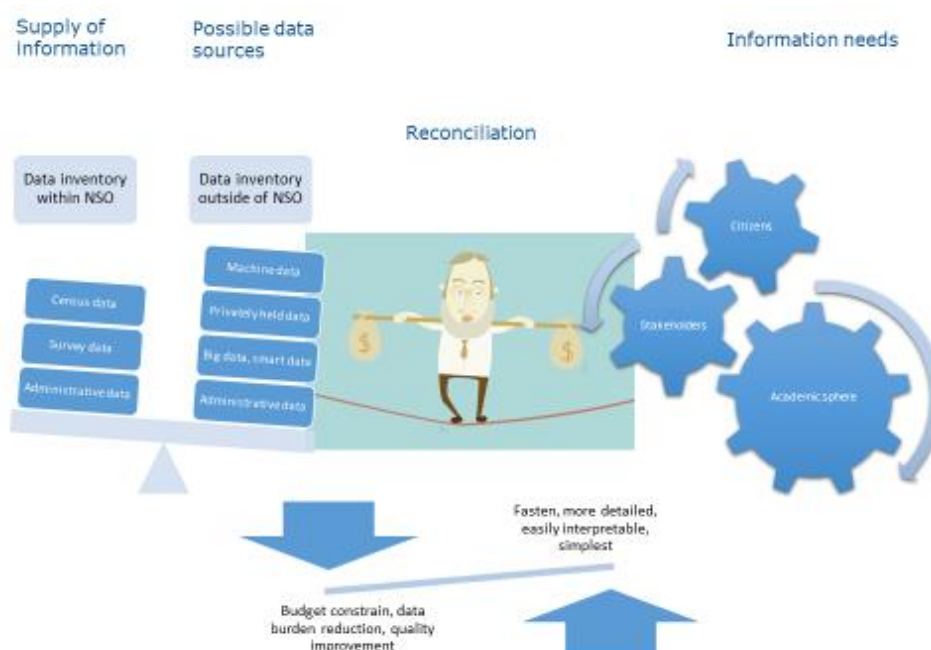 Supply of
information
Possible data
sources
Information needs
Reconciliation
Data inventory
within NSO
Data inventory
outside of NSO
Census data
Survey data
Administrative data
Machine data
Privately held data
Big data, smart data
Administrative data
$
$
Citizens
Stakeholders
Academic sphere
Fasten, more detailed,
easily interpretable,
simplest
Budget constrain, data
burden reduction, quality
improvement